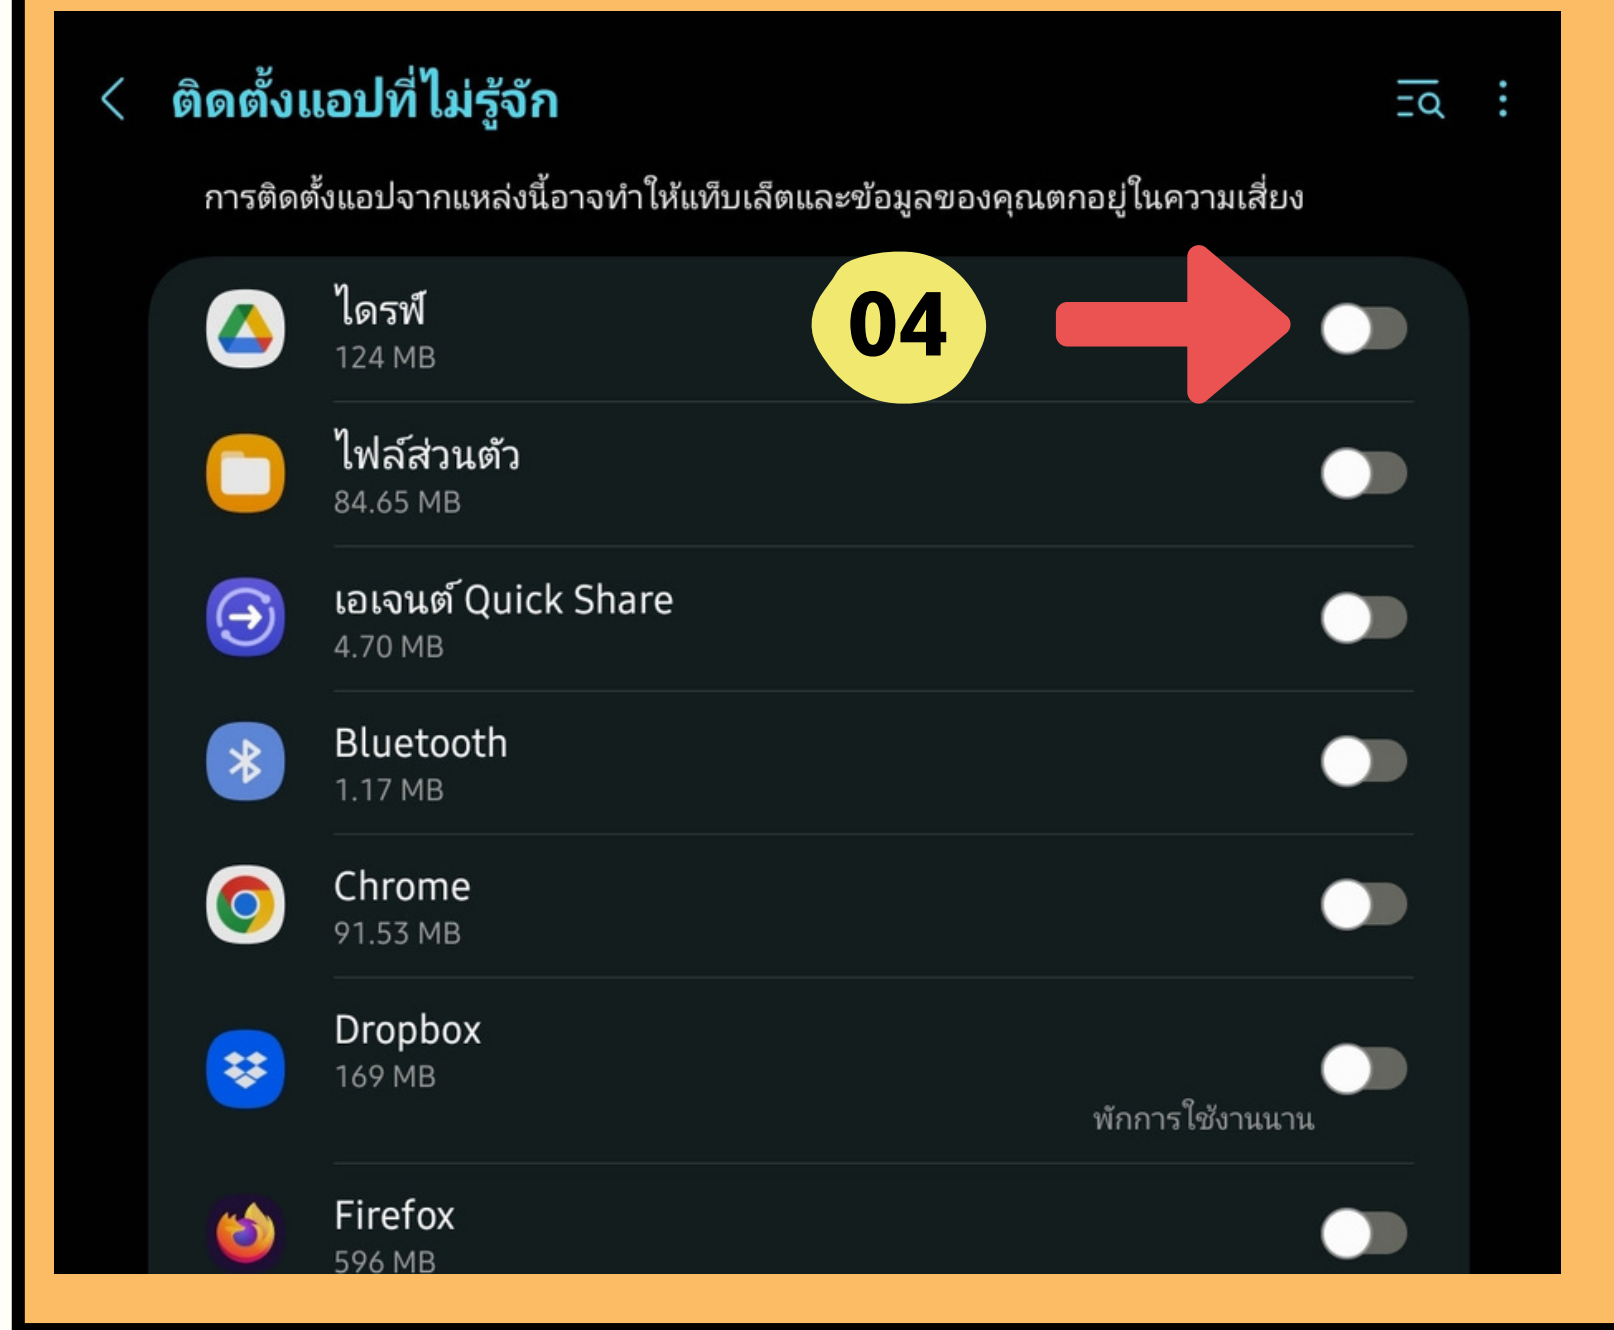 ติดตั้งแอปที่ไม่รู้จัก
การติดตั้งแอปจากแหล่งนี้อาจทำให้แท็บเล็ตและข้อมูลของคุณตกอยู่ในความเสี่ยง
ไดรฟ์
04
124 MB
ไฟล์ส่วนตัว
84.65 MB
เอเจนต์ Quick Share
4.70 MB
Bluetooth
1.17 MB
Chrome
91.53 MB
Dropbox
169 MB
พักการใช้งานนาน
Firefox
596 MB